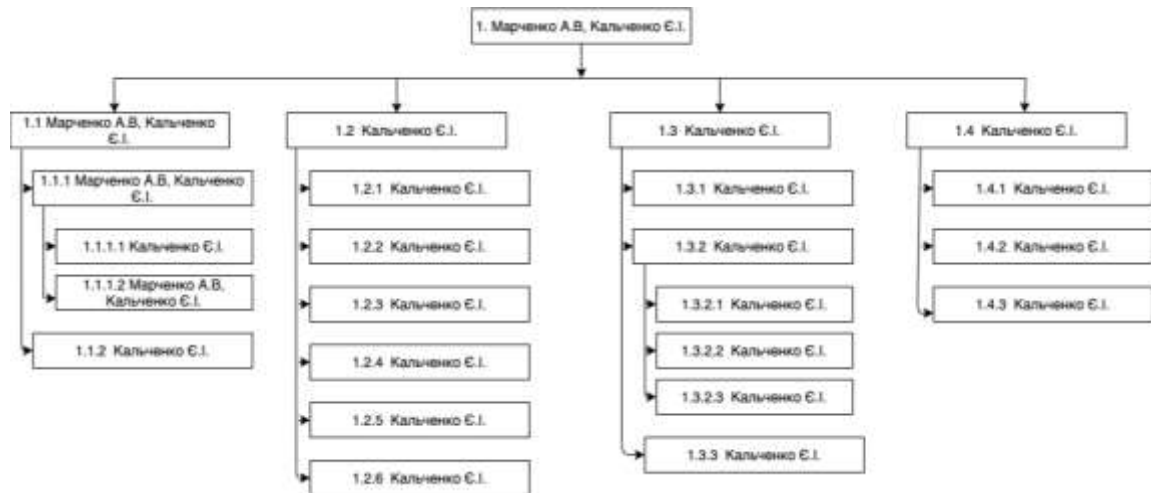 1. Марченко А.В, Кальченко Є.І.
1.1 Марченко А.В, Кальченко
Є.І.
1.1.1 Марченко А.В, Кальченко
Є.І.
1.1.1.1 Кальченко Є.І.
1.1.1.2 Марченко А.В,
Кальченко Є.І.
1.1.2 Кальченко Є.І.
1.2 Кальченко Є.І.
1.2.1 Кальченко Є.І.
1.2.2 Кальченко Є.І.
1.2.3 Кальченко Є.І.
1.2.4 Кальченко Є.І.
1.2.5 Кальченко Є.І.
1.2.6 Кальченко Є.І.
1.3 Кальченко Є.І.
1.3.1 Кальченко Є.І.
1.3.2 Кальченко Є.І.
1.3.2.1 Кальченко Є.І.
1.3.2.2 Кальченко Є.І.
1.3.2.3 Кальченко Є.І.
1.3.3 Кальченко Є.І.
1.4 Кальченко Є.І.
1.4.1 Кальченко Є.І.
1.4.2 Кальченко Є.І.
1.4.3 Кальченко Є.І.